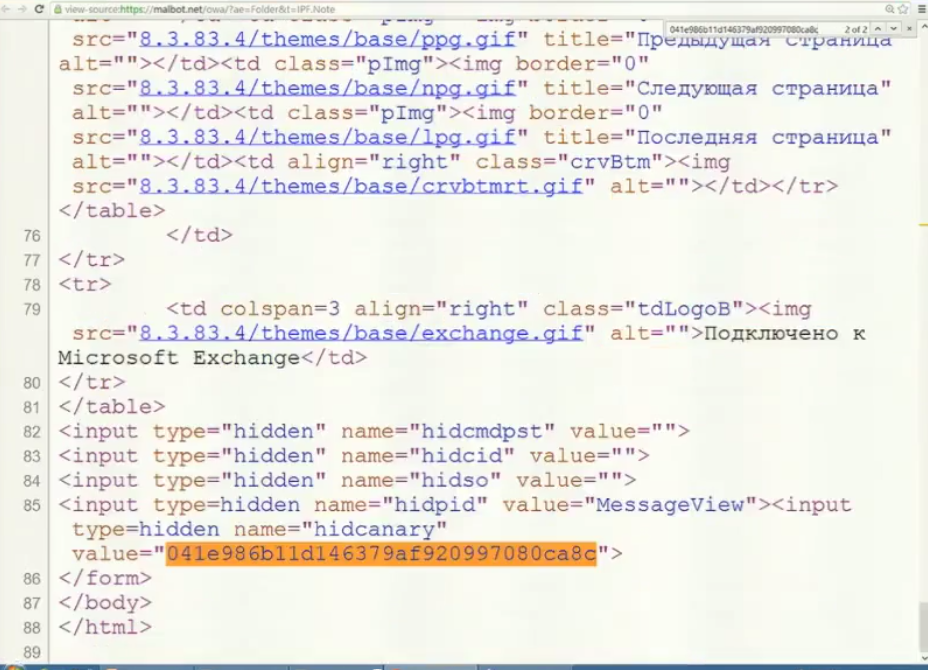 view-source:https://malbot.net/owa/?ae=Folder&t=IPF.Note
041e986b11d146379af920997080ca8c 2 of 2
src="8.3.83.4/themes/base/ppg.gif" title="Предыдущая страница"
alt=""></td><td class="pImg"><img border="0"
src="8.3.83.4/themes/base/npg.gif" title="Следующая страница"
alt=""></td><td class="pImg"><img border="0"
src="8.3.83.4/themes/base/lpg.gif" title="Последняя страница"
alt=""></td><td align="right" class="crvBtm"><img
src="8.3.83.4/themes/base/crvbtmrt.gif" alt=""></td></tr>
</table>
76 </td>
77 </tr>
78 <tr>
79 <td colspan=3 align="right" class="tdLogoB"><img
src="8.3.83.4/themes/base/exchange.gif" alt="">Подключено к
Microsoft Exchange</td>
80 </tr>
81 </table>
82 <input type="hidden" name="hidcmdpst" value="">
83 <input type="hidden" name="hidcid" value="">
84 <input type="hidden" name="hidso" value="">
85 <input type=hidden name="hidpid" value="MessageView"><input
type=hidden name="hidcanary"
value="041e986b11d146379af920997080ca8c">
86 </form>
87 </body>
88 </html>
89